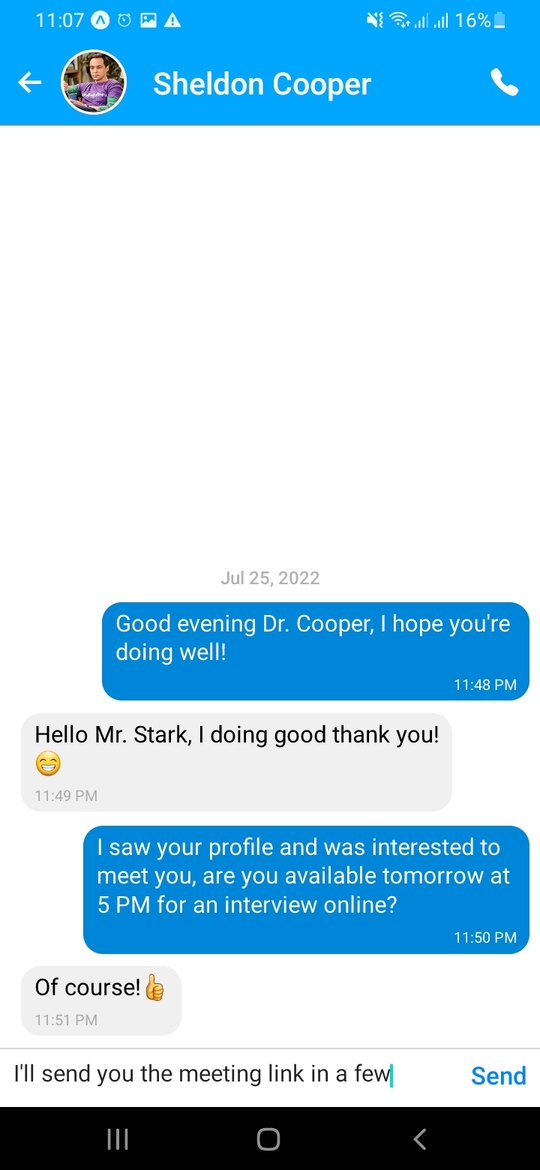 11:07 16%
Sheldon Cooper
Jul 25, 2022
Good evening Dr. Cooper, I hope you're
doing well!
11:48 PM
Hello Mr. Stark, I doing good thank you!
😁
11:49 PM
I saw your profile and was interested to
meet you, are you available tomorrow at
5 PM for an interview online?
11:50 PM
Of course!👍
11:51 PM
I'll send you the meeting link in a few Send